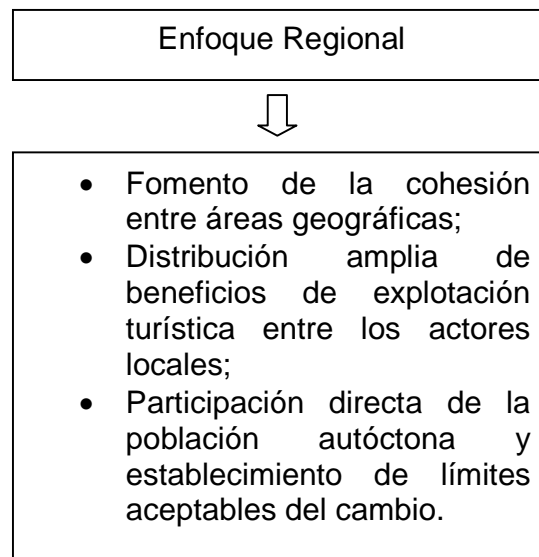 Enfoque Regional
• Fomento de la cohesión
entre áreas geográficas;
• Distribución amplia de
beneficios de explotación
turística entre los actores
locales;
• Participación directa de la
población autóctona y
establecimiento de límites
aceptables del cambio.